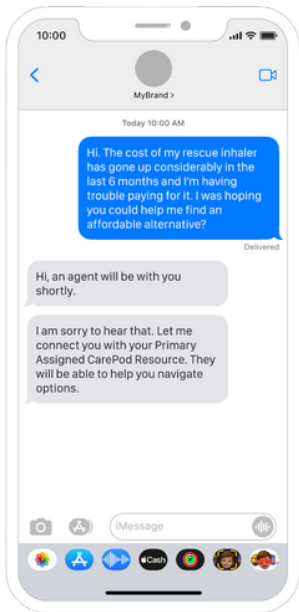 10:00
MyBrand >
Today 10:00 AM
Hi. The cost of my rescue inhaler
has gone up considerably in the
last 6 months and I'm having
trouble paying for it. I was hoping
you could help me find an
affordable alternative?
Delivered
Hi, an agent will be with you
shortly.
I am sorry to hear that. Let me
connect you with your Primary
Assigned CarePod Resource. They
will be able to help you navigate
options.
iMessage
Cash